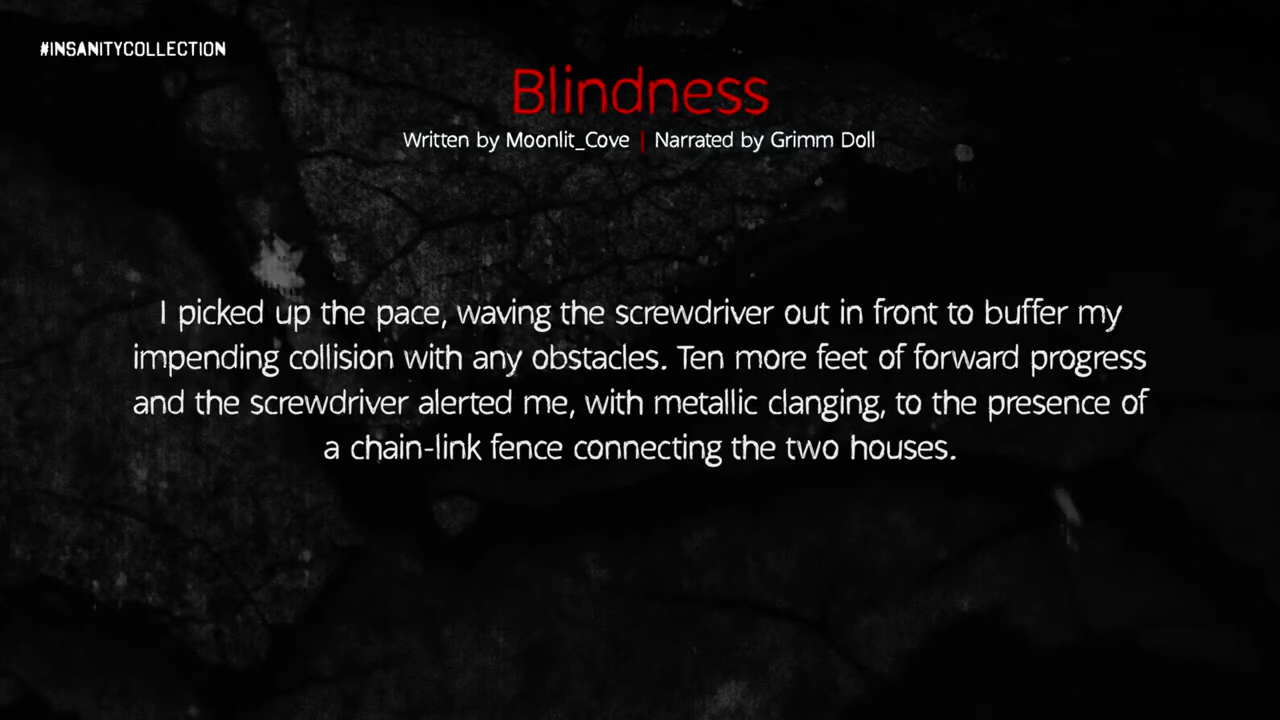 #INSANITYCOLLECTION
Blindness
Written by Moonlit_Cove | Narrated by Grimm Doll
I picked up the pace, waving the screwdriver out in front to buffer my
impending collision with any obstacles. Ten more feet of forward progress
and the screwdriver alerted me, with metallic clanging, to the presence of
a chain-link fence connecting the two houses.